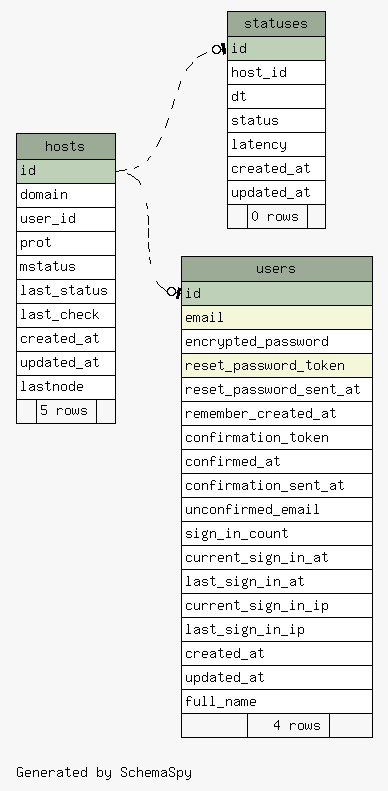 statuses
id
host_id
dt
status
latency
created_at
updated_at
0 rows
hosts
id
domain
user_id
prot
mstatus
last_status
last_check
created_at
updated_at
lastnode
5 rows
users
id
email
encrypted_password
reset_password_token
reset_password_sent_at
remember_created_at
confirmation_token
confirmed_at
confirmation_sent_at
unconfirmed_email
sign_in_count
current_sign_in_at
last_sign_in_at
current_sign_in_ip
last_sign_in_ip
created_at
updated_at
full_name
4 rows
Generated by SchemaSpy